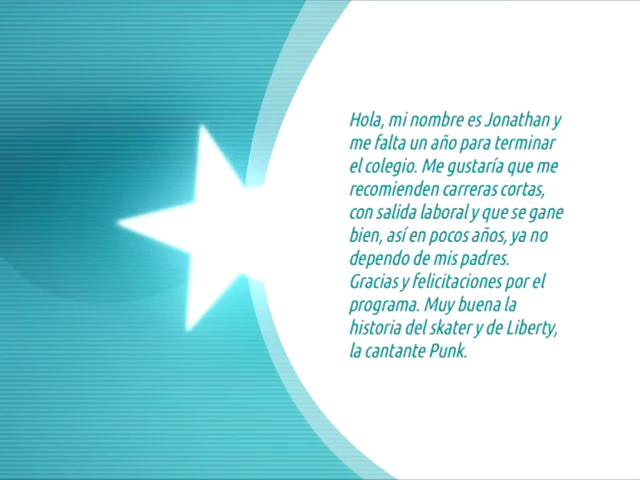 Hola, mi nombre es Jonathan y
me falta un año para terminar
el colegio. Me gustaría que me
recomienden carreras cortas,
con salida laboral y que se gane
bien, así en pocos años, ya no
dependo de mis padres.
Gracias y felicitaciones por el
programa. Muy buena la
historia del skater y de Liberty,
la cantante Punk.